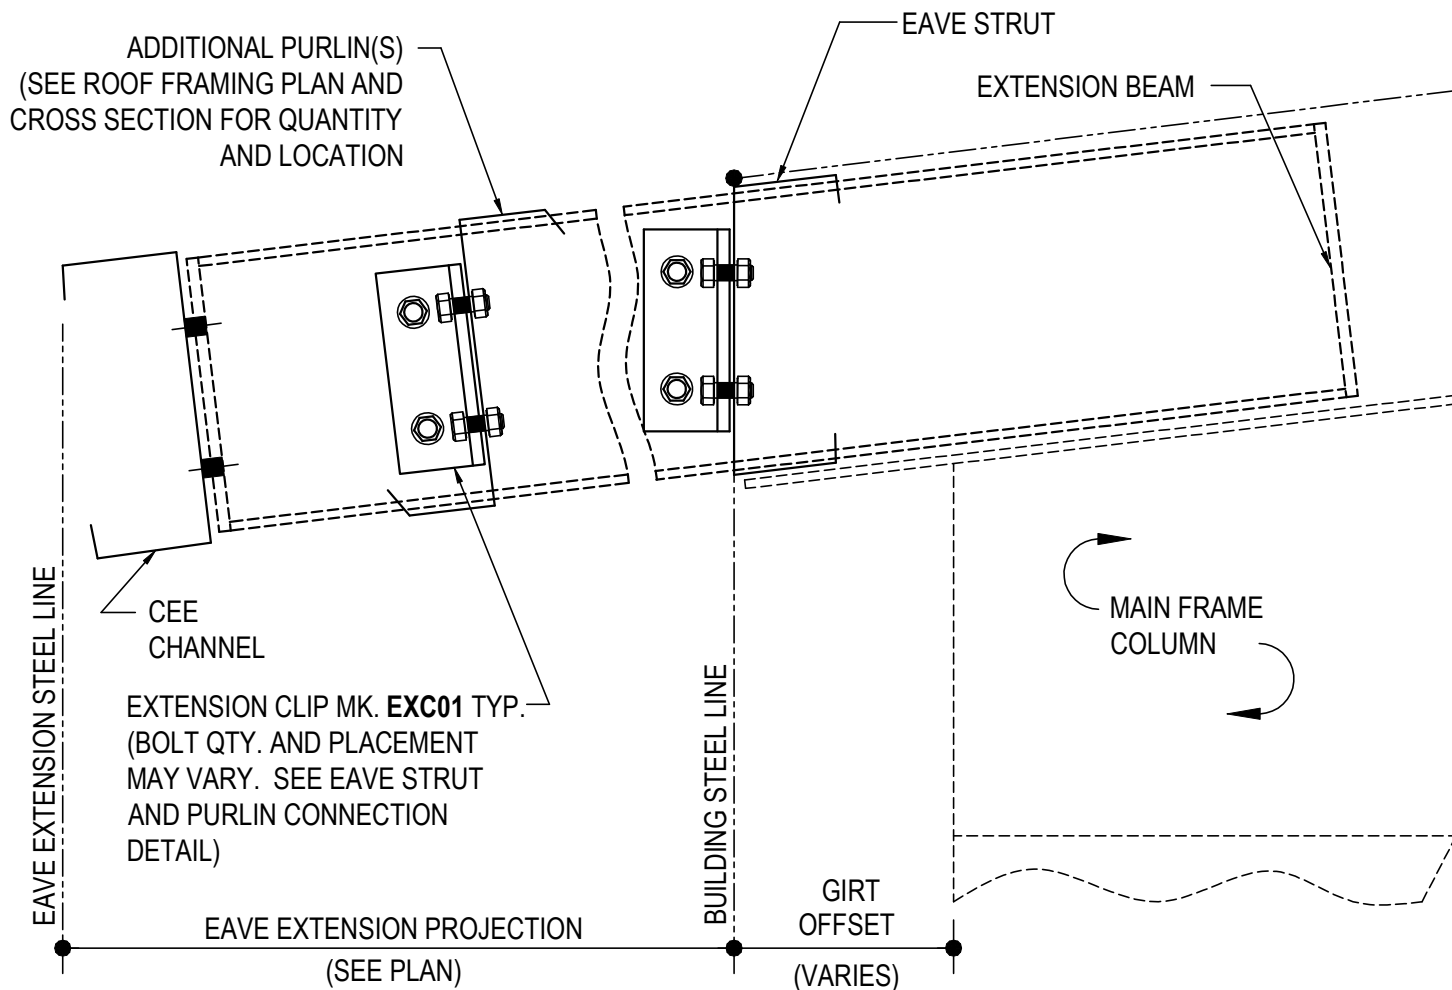 EAVE STRUT
ADDITIONAL PURLIN(S)
(SEE ROOF FRAMING PLAN AND
CROSS SECTION FOR QUANTITY
AND LOCATION
EXTENSION BEAM
CEE
CHANNEL
MAIN FRAME
COLUMN
EXTENSION CLIP MK. EXC01 TYP.
(BOLT QTY. AND PLACEMENT
MAY VARY. SEE EAVE STRUT
AND PURLIN CONNECTION
DETAIL)
EAVE EXTENSION STEEL LINE
BUILDING STEEL LINE
EAVE EXTENSION PROJECTION
(SEE PLAN)
GIRT
OFFSET
(VARIES)